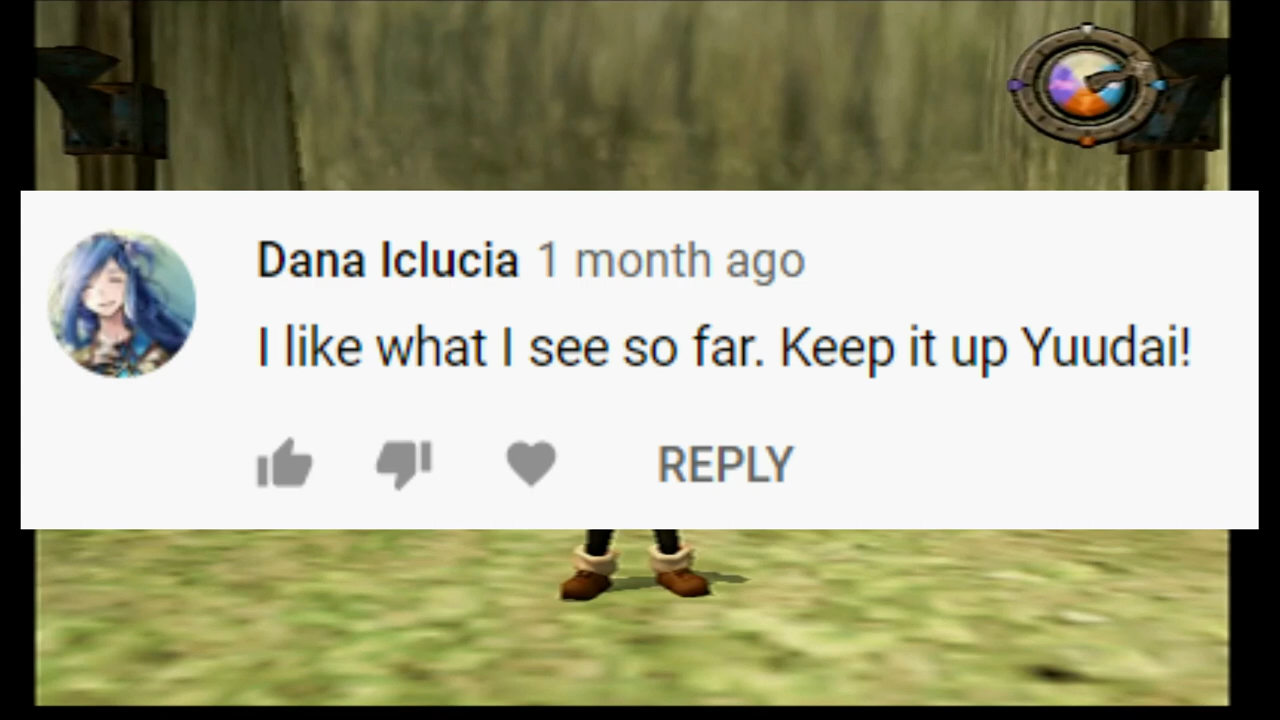 Dana Iclucia 1 month ago
I like what I see so far. Keep it up Yuudai!
REPLY